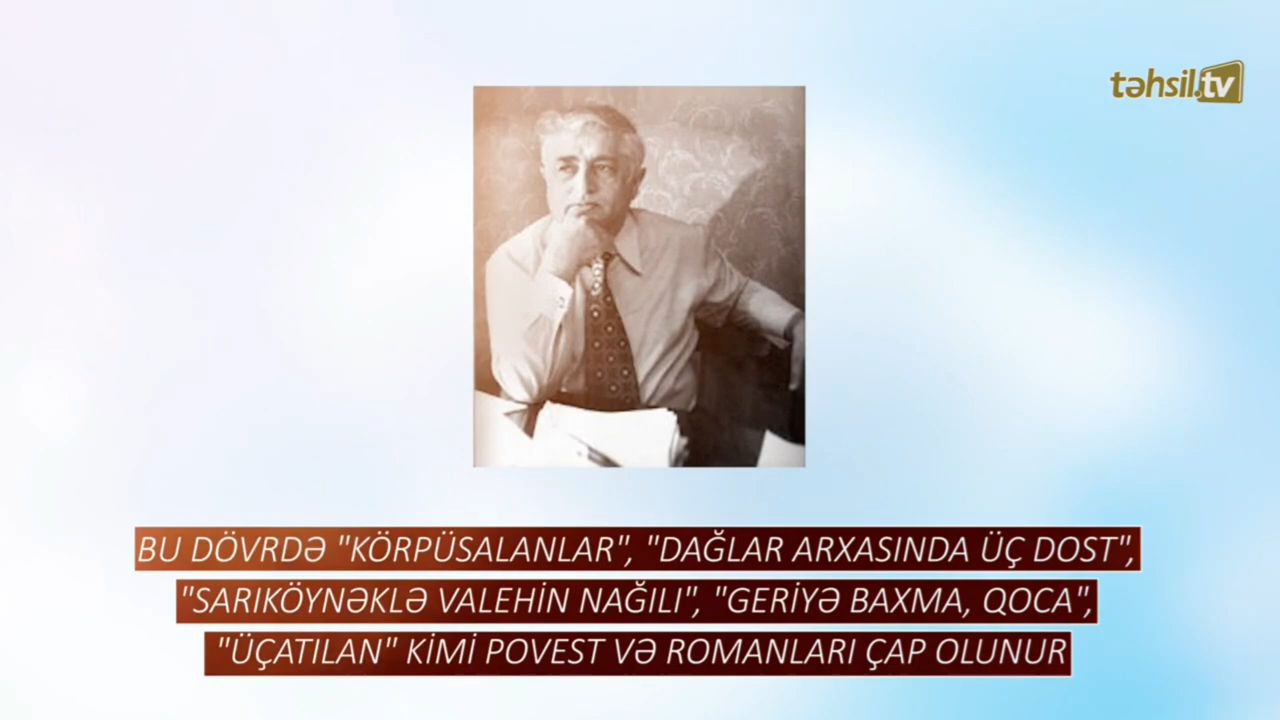 təhsil.tv
BU DÖVRDƏ "KÖRPÜSALANLAR", "DAĞLAR ARXASINDA ÜÇ DOST",
"SARIKÖYNƏKLƏ VALEHİN NAĞILI", "GERİYƏ BAXMA, QOCA",
"ÜÇATILAN" KİMİ POVEST VƏ ROMANLARI ÇAP OLUNUR